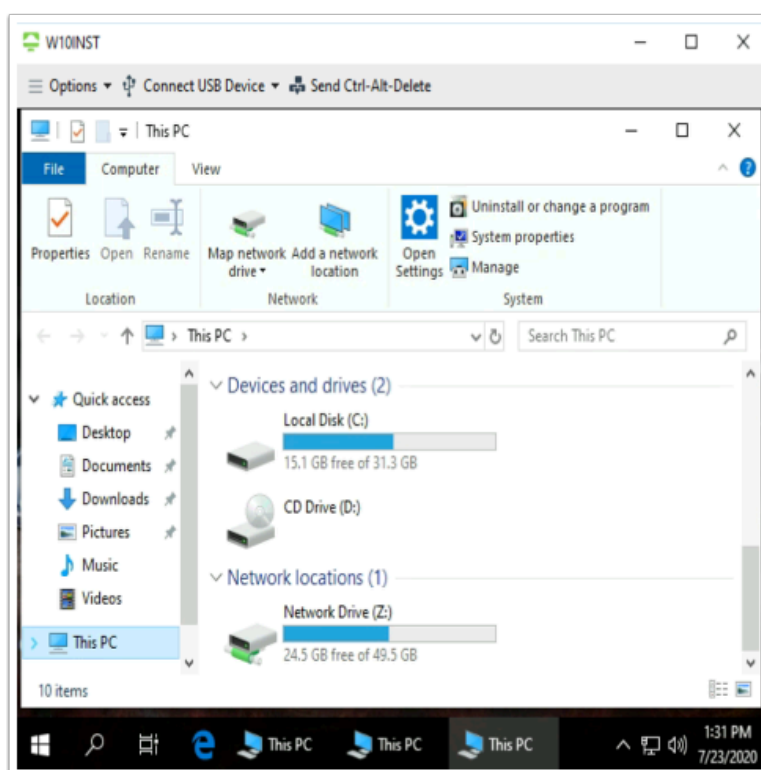 W10INST
Options Connect USB Device Send Ctrl-Alt-Delete
This PC
File Computer View
Properties Open Rename
Location
Map network drive
Add a network location
Network
Open Settings
Uninstall or change a program
System properties
Manage
System
This PC
Search This PC
Quick access
Desktop
Documents
Downloads
Pictures
Music
Videos
This PC
Devices and drives (2)
Local Disk (C:)
15.1 GB free of 31.3 GB
CD Drive (D:)
Network locations (1)
Network Drive (Z:)
24.5 GB free of 49.5 GB
10 items
This PC This PC This PC
1:31 PM
7/23/2020